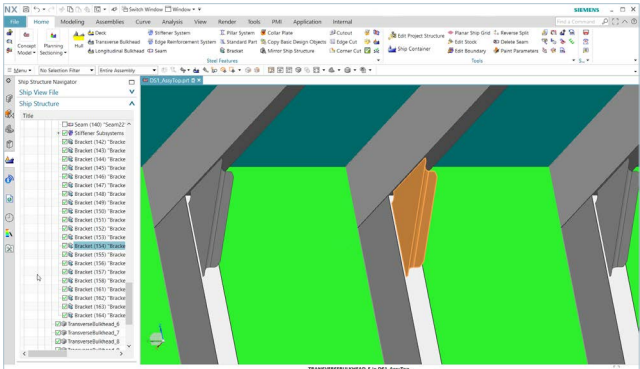 NX Switch Window Window SIEMENS
File Home Modeling Assemblies Curve Analysis View Render Tools PMI Application Internal Find a Command
Concept Model Planning Sectioning Hull Deck Transverse Bulkhead Longitudinal Bulkhead Stiffener System Edge Reinforcement System Seam Pillar System Standard Part Bracket Collar Plate Copy Basic Design Objects Mirror Ship Structure Cutout Edge Cut Corner Cut Edit Project Structure Ship Container Planar Ship Grid Edit Stock Edit Boundary Tr... Spli... Delete Seam Paint Parameters
Steel Features Tools
Menu No Selection Filter Entire Assembly
Ship Structure Navigator DS1_AssyTop.prt
Ship View File
Ship Structure
Title
Seam (140) "Seam22
Stiffener Subsystems
Bracket (142) "Bracke
Bracket (143) "Bracke
Bracket (144) "Bracke
Bracket (145) "Bracke
Bracket (146) "Bracke
Bracket (147) "Bracke
Bracket (148) "Bracke
Bracket (149) "Bracke
Bracket (150) "Bracke
Bracket (151) "Bracke
Bracket (152) "Bracke
Bracket (153) "Bracke
Bracket (154) "Bracke
Bracket (155) "Bracke
Bracket (156) "Bracke
Bracket (157) "Bracke
Bracket (158) "Bracke
Bracket (161) "Bracke
Bracket (162) "Bracke
Bracket (163) "Bracke
Bracket (164) "Bracke
TransverseBulkhead_6
TransverseBulkhead_7
TransverseBulkhead_8
TRANSVERSEBULKHEAD_5 in DS1_AssyTop